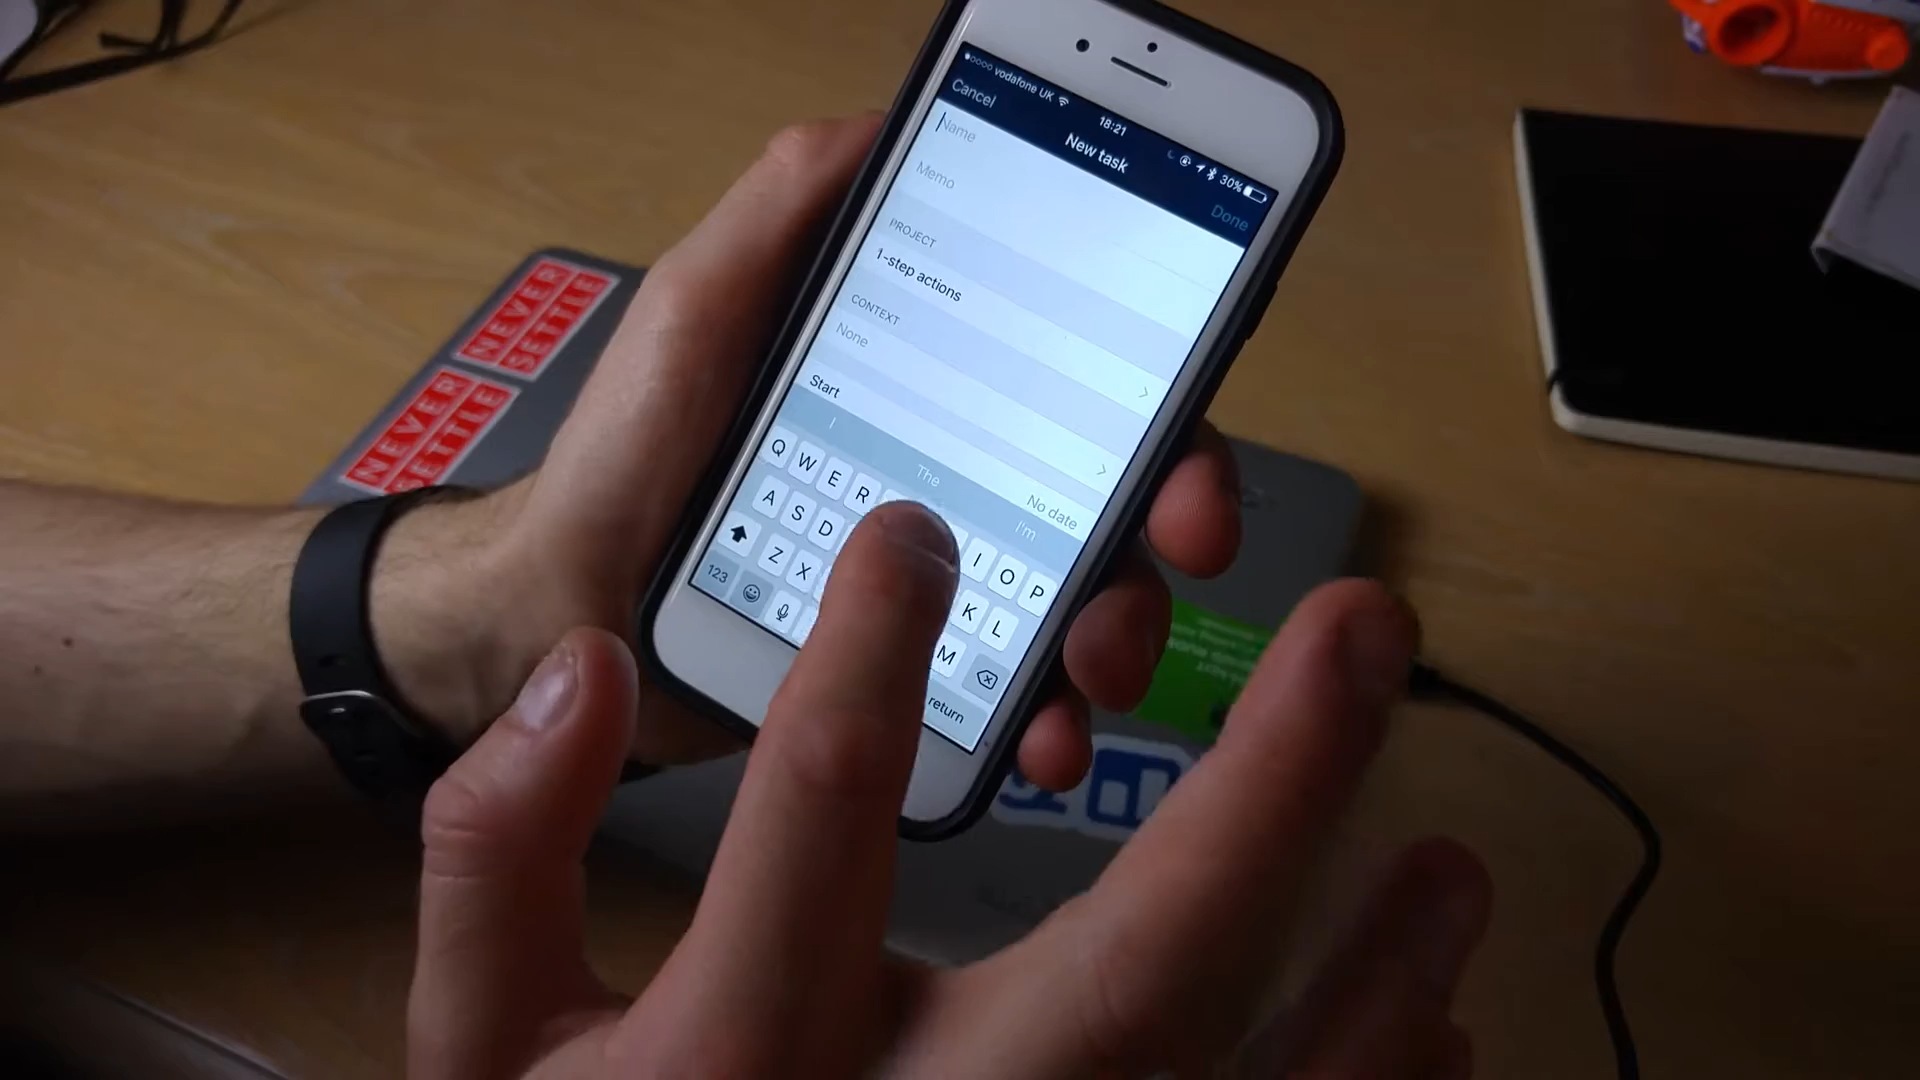 vodafone UK 18:21 30%
Cancel New task Done
Name
Memo
PROJECT
1-step actions
CONTEXT
None
Start No date
I The I'm
Q W E R I O P
A S D K L
Z X M
123 return
NEVER
SETTLE
NEVER
SETTLE